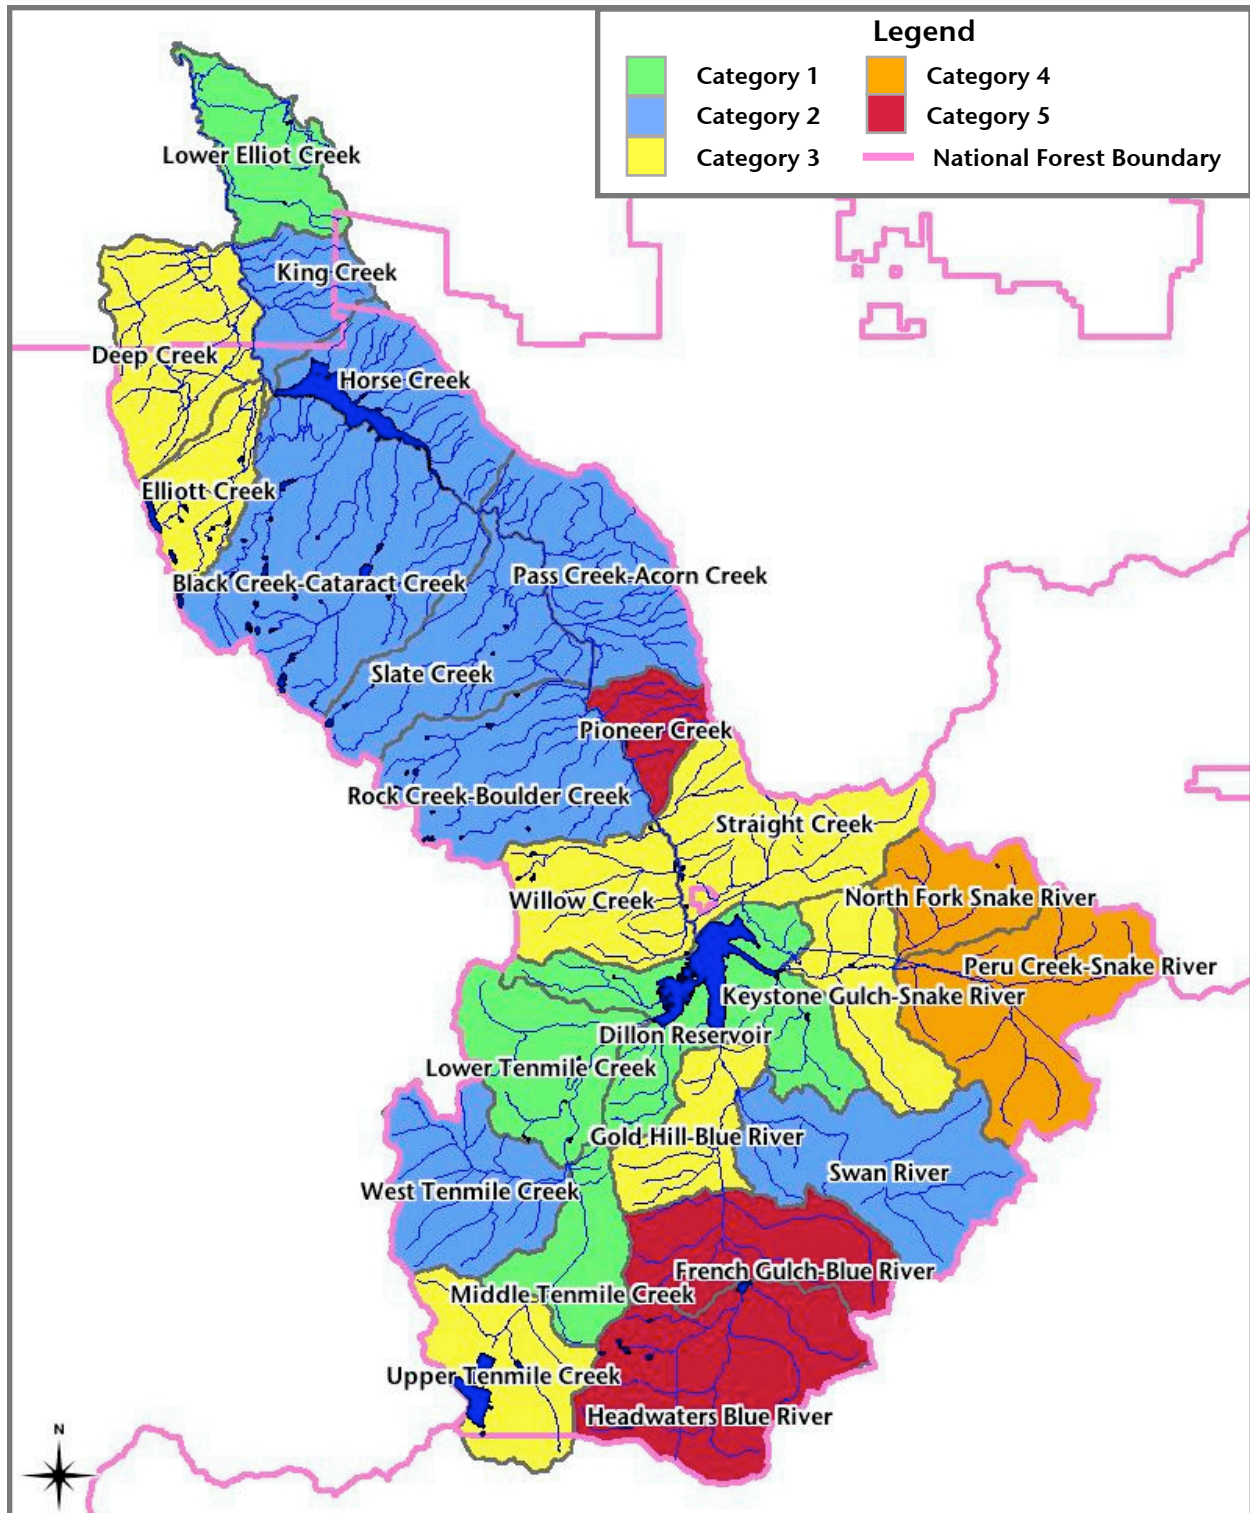 Legend
Category 1
Category 4
Category 2
Category 5
Category 3
National Forest Boundary
Lower Elliot Creek
King Creek
Deep Creek
Horse Creek
Elliott Creek
Black Creek-Cataract Creek
Pass Creek-Acorn Creek
Slate Creek
Pioneer Creek
Rock Creek-Boulder Creek
Straight Creek
Willow Creek
North Fork Snake River
Peru Creek-Snake River
Keystone Gulch-Snake River
Dillon Reservoir
Lower Tenmile Creek
Gold Hill-Blue River
Swan River
West Tenmile Creek
French Gulch-Blue River
Middle Tenmile Creek
Upper Tenmile Creek
Headwaters Blue River
N